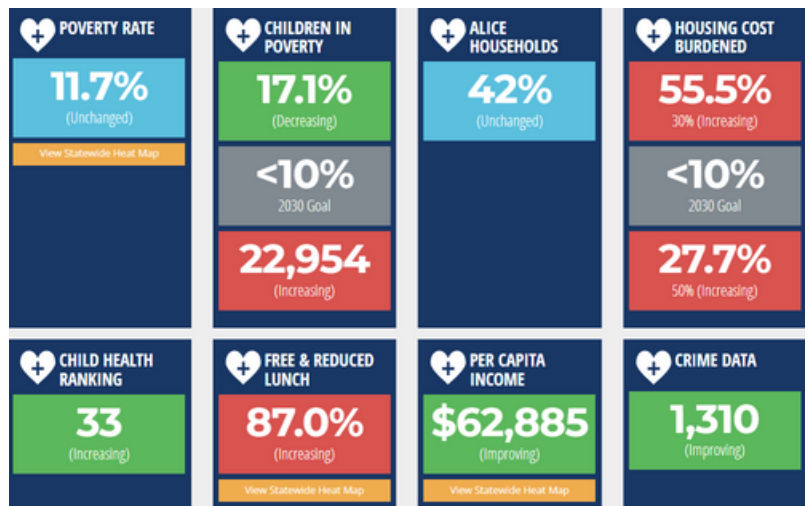 POVERTY RATE
11.7%
(Unchanged)
View Statewide Heat Map
CHILDREN IN
POVERTY
17.1%
(Decreasing)
<10%
2030 Goal
22,954
(Increasing)
ALICE
HOUSEHOLDS
42%
(Unchanged)
HOUSING COST
BURDENED
55.5%
30% (Increasing)
<10%
2030 Goal
27.7%
50% (Increasing)
CHILD HEALTH
RANKING
33
(Increasing)
FREE & REDUCED
LUNCH
87.0%
(Increasing)
View Statewide Heat Map
PER CAPITA
INCOME
$62,885
(Improving)
View Statewide Heat Map
CRIME DATA
1,310
(Improving)